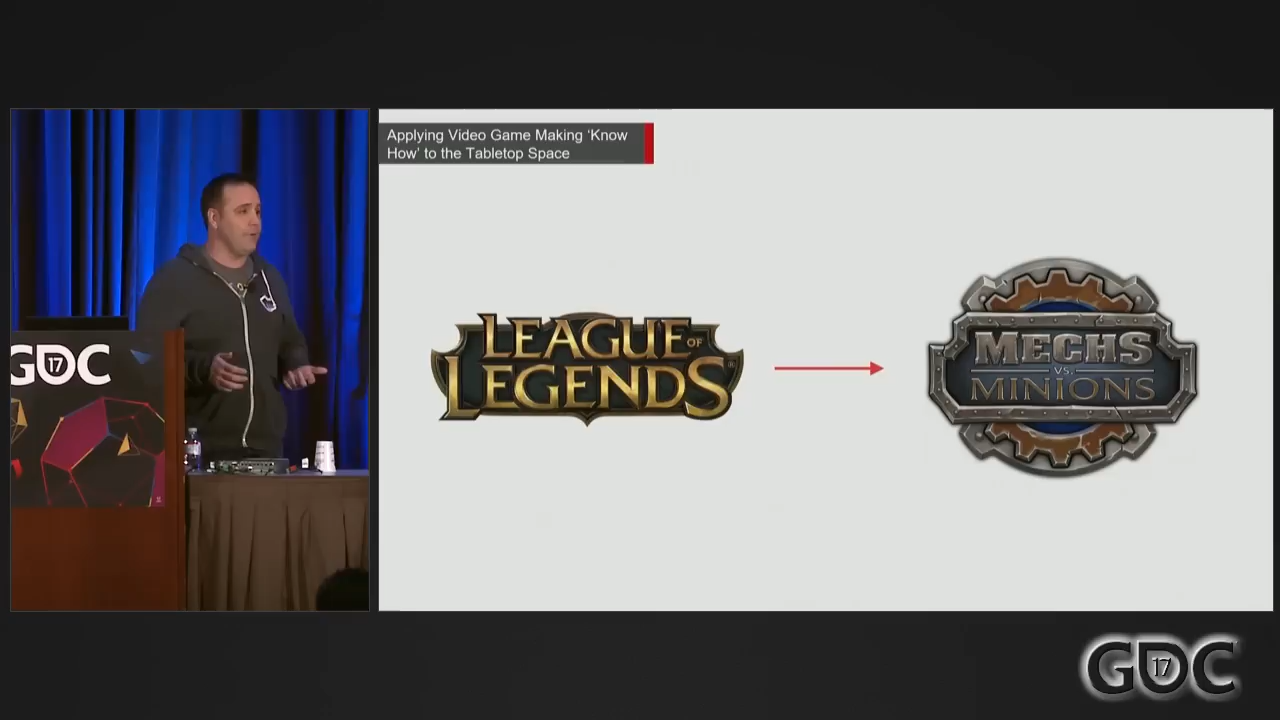 Applying Video Game Making ‘Know
How’ to the Tabletop Space
LEAGUE OF
LEGENDS
®
MECHS
VS.
MINIONS
GDC
17
GDC
17